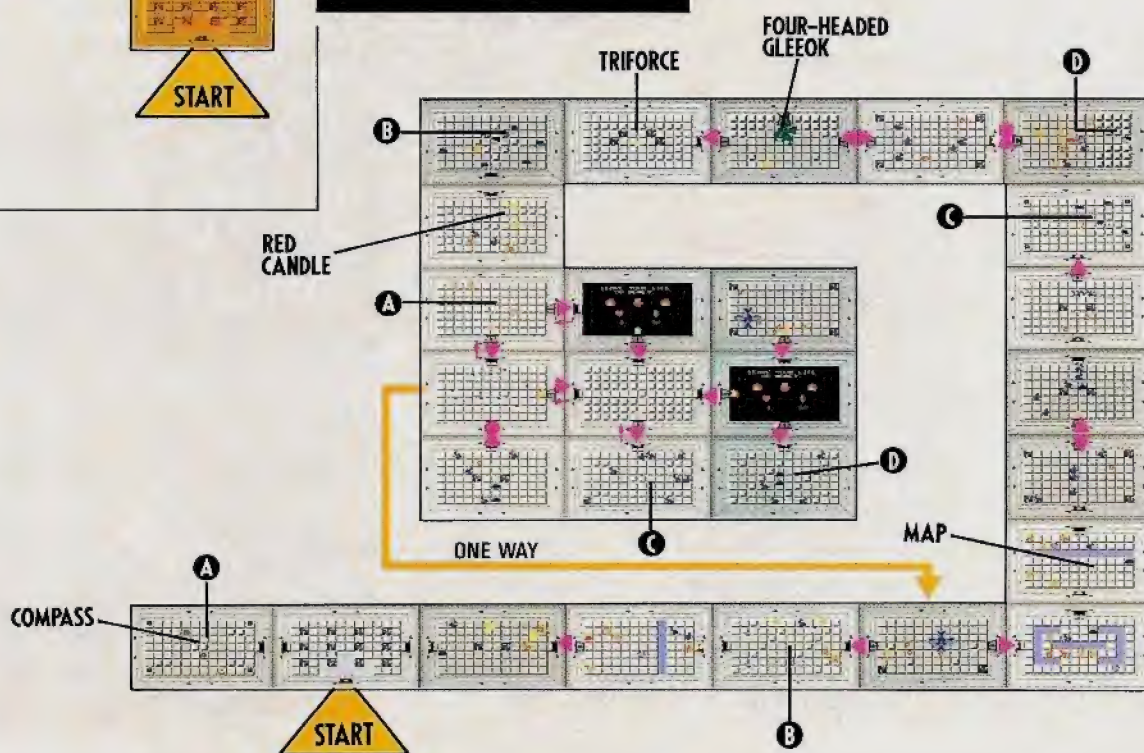 START
FOUR-HEADED
GLEEOK
TRIFORCE
D
B
C
RED
CANDLE
A
D
MAP
ONE WAY
C
A
COMPASS
START
B